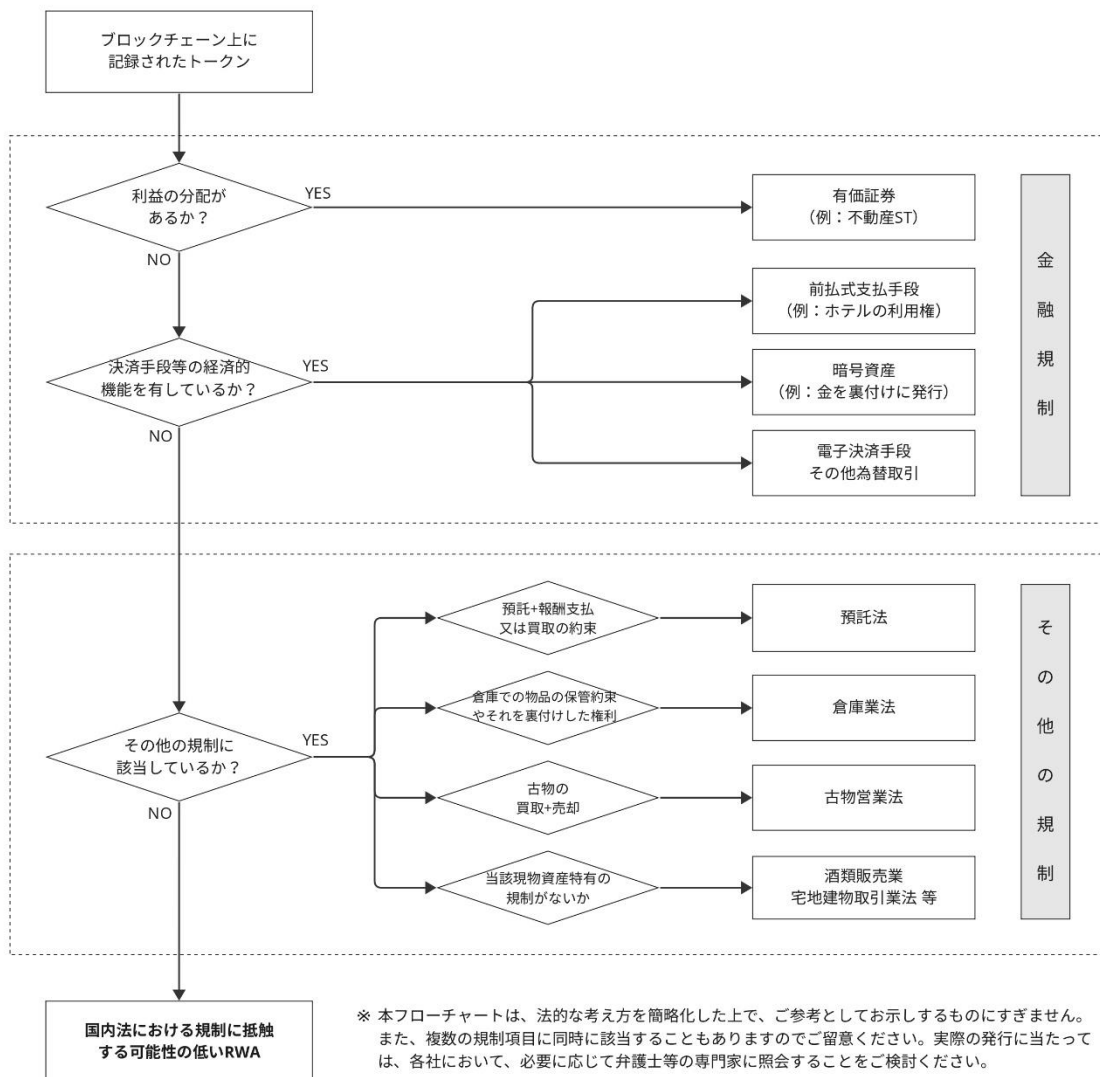 ブロックチェーン上に
記録されたトークン
利益の分配が
あるか?
YES
NO
有価証券
(例:不動産ST)
決済手段等の経済的
機能を有しているか?
YES
NO
前払式支払手段
(例:ホテルの利用権)
暗号資産
(例:金を裏付けに発行)
電子決済手段
その他為替取引
金融規制
その他の規制に
該当しているか?
YES
NO
預託+報酬支払
又は買取の約束
預託法
倉庫での物品の保管約束
やそれを裏付けした権利
倉庫業法
古物の
買取+売却
古物営業法
当該現物資産特有の
規制がないか
酒類販売業
宅地建物取引業法 等
その他の規制
国内法における規制に抵触
する可能性の低いRWA
※ 本フローチャートは、法的な考え方を簡略化した上で、ご参考としてお示しするものにすぎません。
また、複数の規制項目に同時に該当することもありますのでご留意ください。実際の発行に当たって
は、各社において、必要に応じて弁護士等の専門家に照会することをご検討ください。